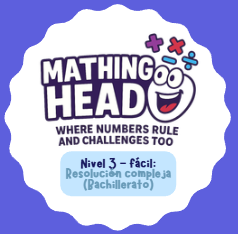 MATHING
HEAD
WHERE NUMBERS RULE
AND CHALLENGES TOO
Nivel 3 - fácil:
Resolución compleja
(Bachillerato)